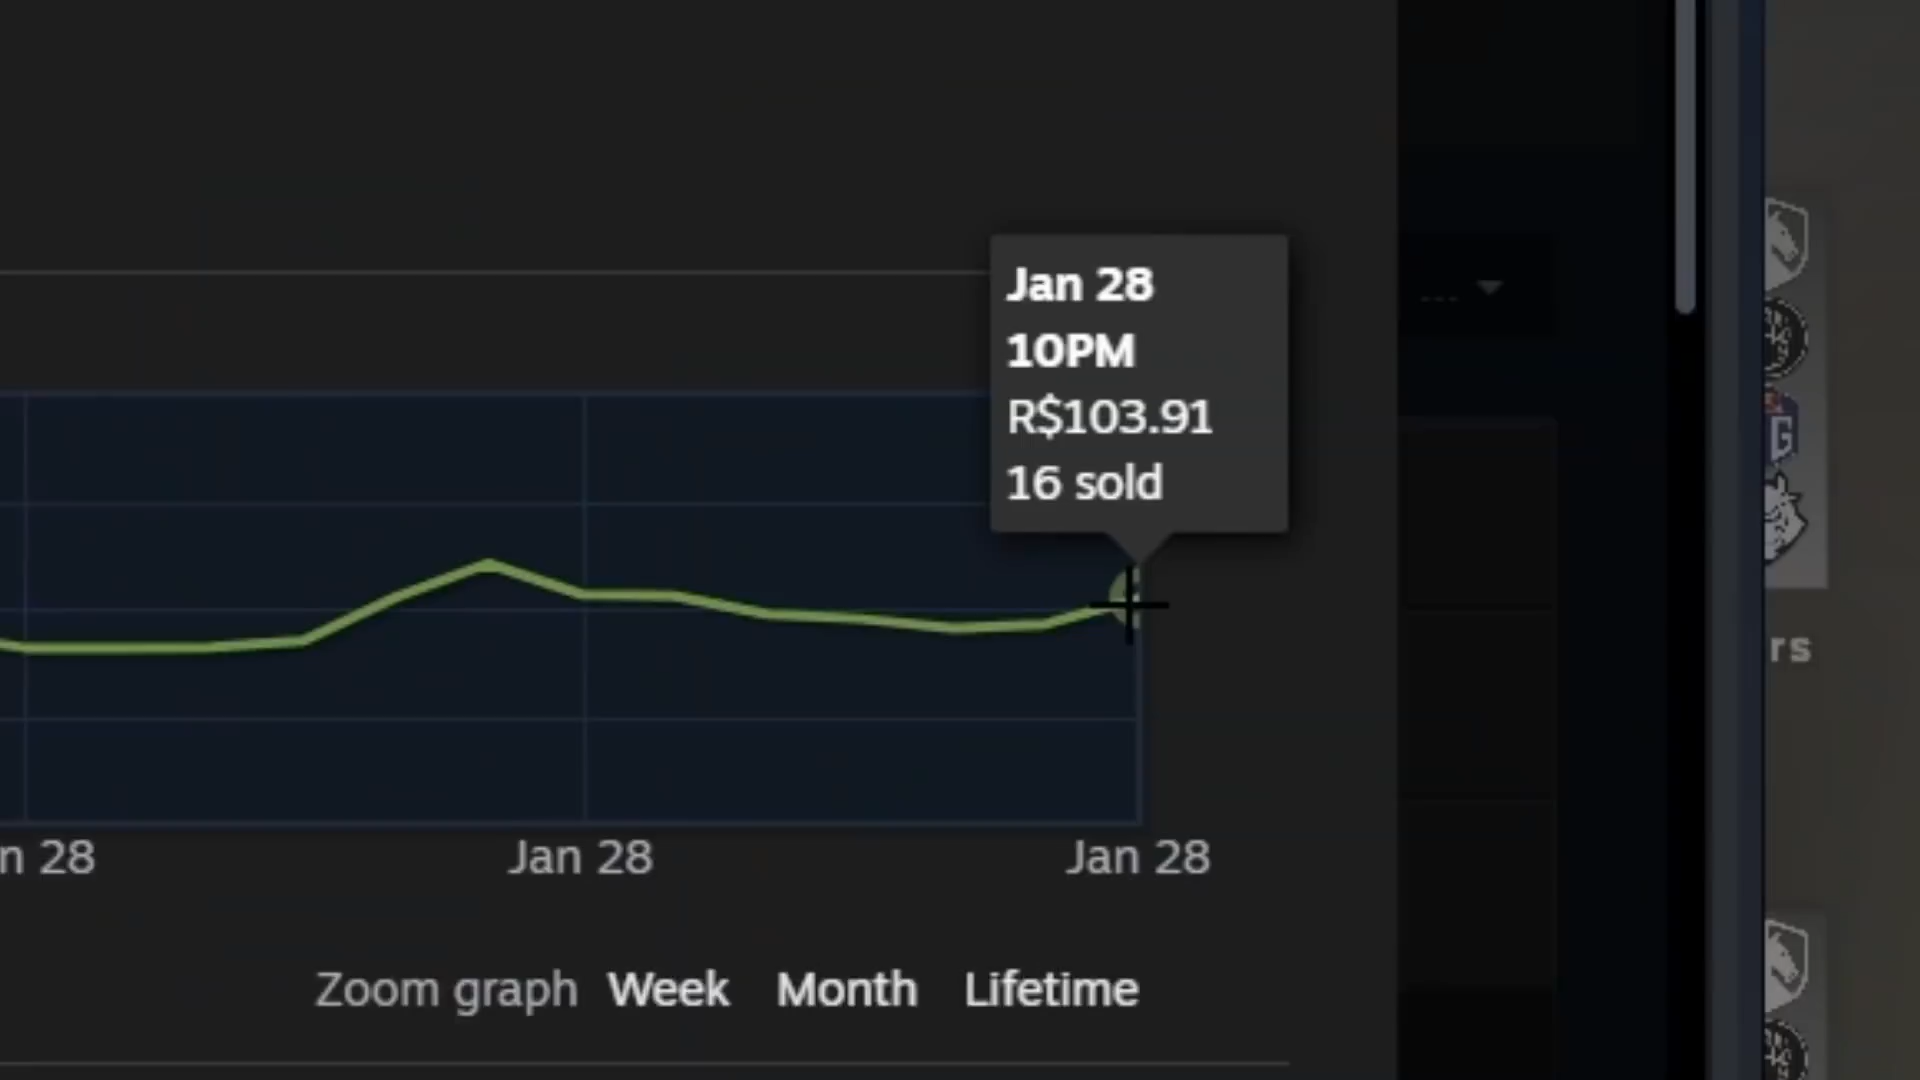 Jan 28
10PM
R$103.91
16 sold
G
rs
n 28
Jan 28
Jan 28
Zoom graph Week Month Lifetime